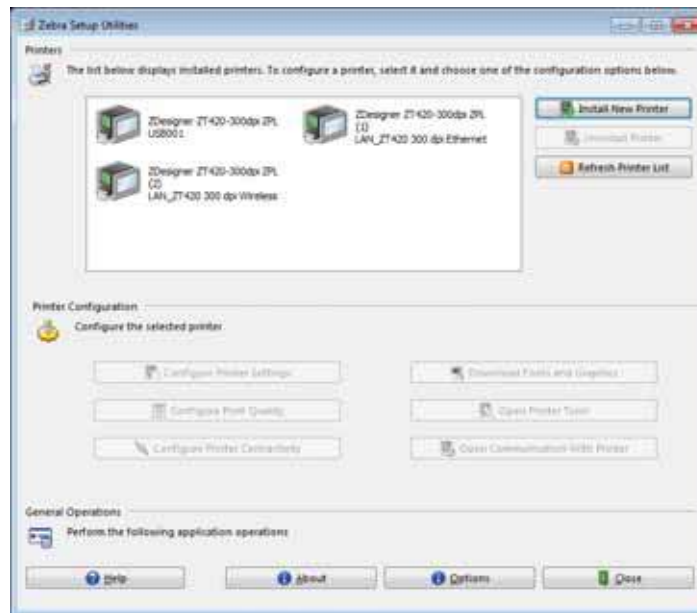 Zebra Setup Utilities
Printers
The list below displays installed printers. To configure a printer, select it and choose one of the configuration options below.
ZDesigner ZT420-300dpi ZPL
USB001
ZDesigner ZT420-300dpi ZPL
(1)
LAN_ZT420 300 dpi Ethernet
ZDesigner ZT420-300dpi ZPL
(2)
LAN_ZT420 300 dpi Wireless
Install New Printer
Uninstall Printer
Refresh Printer List
Printer Configuration
Configure the selected printer
Configure Printer Settings
Download Fonts and Graphics
Configure Print Quality
Open Printer Tools
Configure Printer Connectivity
Open Communication With Printer
General Operations
Perform the following application operations
Help
About
Options
Close